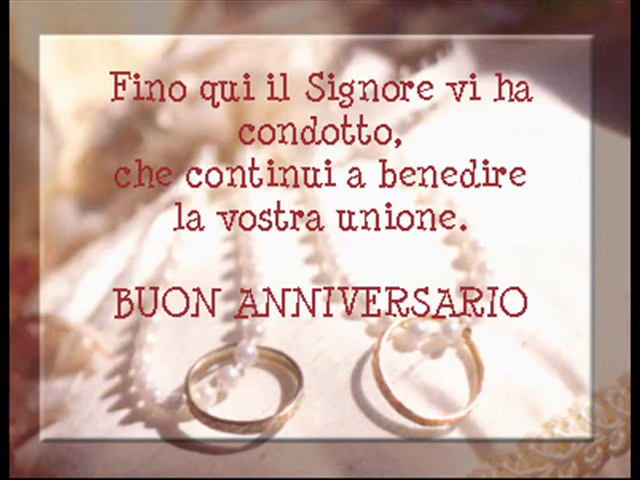 Fino qui il Signore vi ha
condotto,
che continui a benedire
la vostra unione.
BUON ANNIVERSARIO